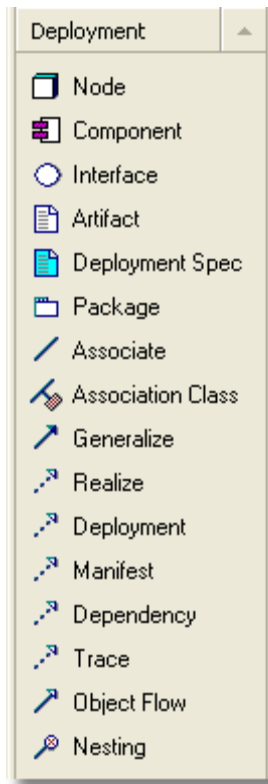 Deployment
Node
Component
Interface
Artifact
Deployment Spec
Package
Associate
Association Class
Generalize
Realize
Deployment
Manifest
Dependency
Trace
Object Flow
Nesting